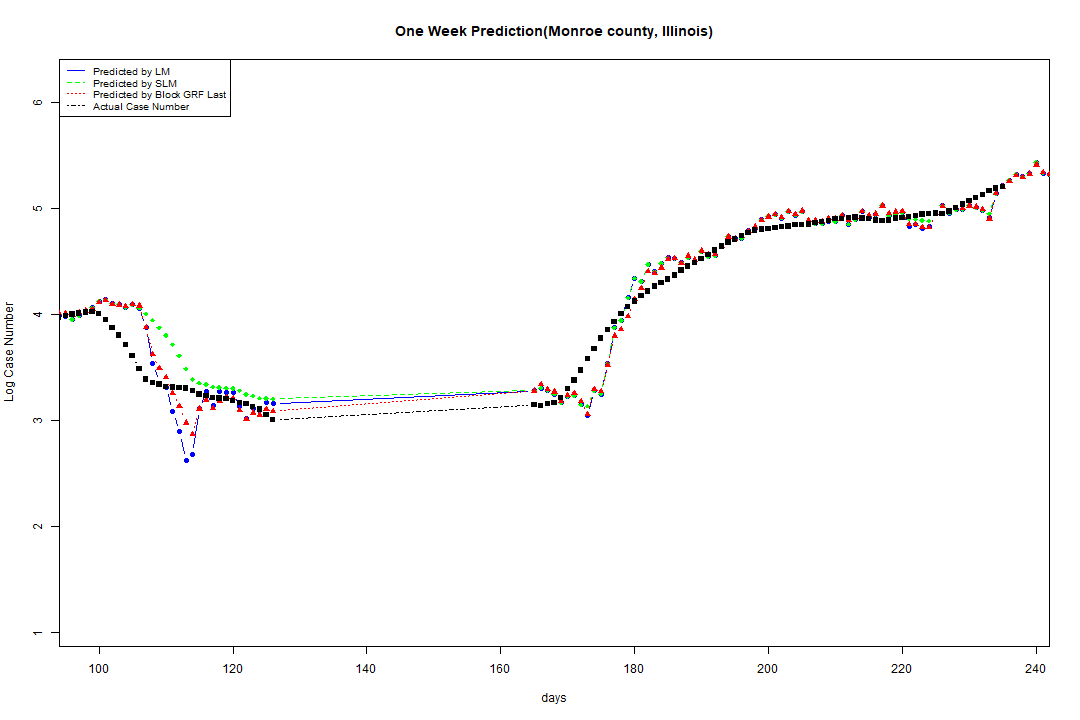 One Week Prediction(Monroe county, Illinois)
Predicted by LM
Predicted by SLM
Predicted by Block GRF Last
Actual Case Number
Log Case Number
6
5
4
3
2
1
100 120 140 160 180 200 220 240
days